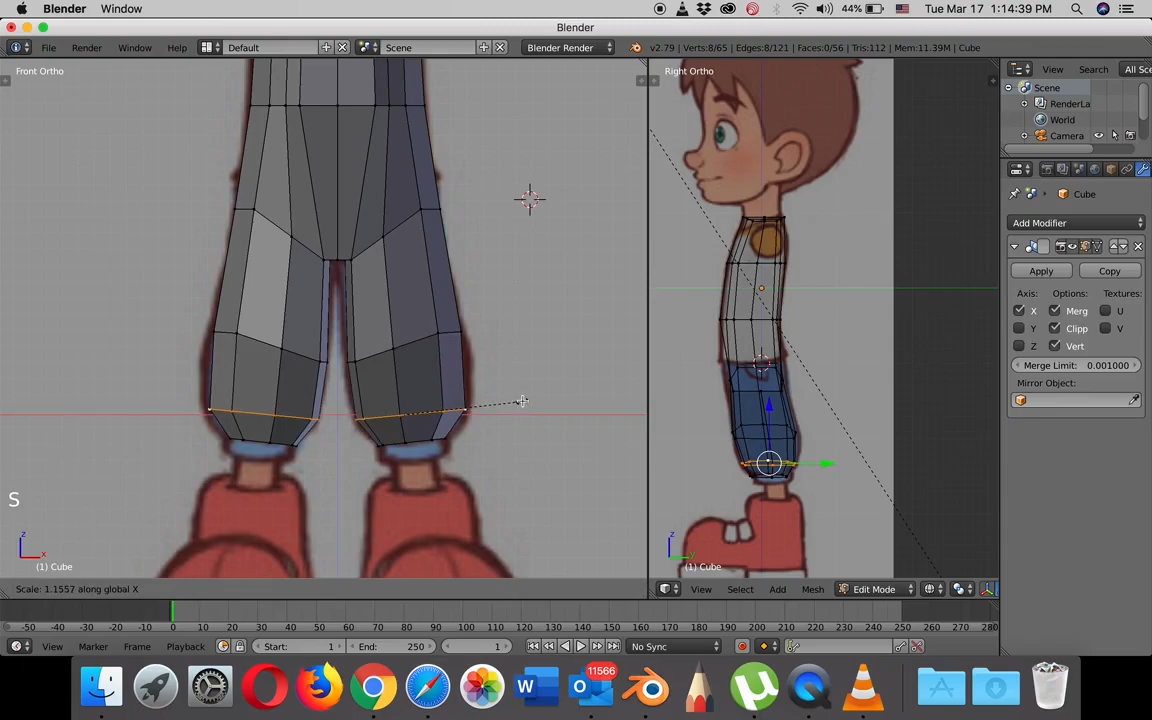 Blender Window 44% Tue Mar 17 1:14:39 PM
Blender
File Render Window Help Default Scene Blender Render v2.79 | Verts:8/65 | Edges:8/121 | Faces:0/56 | Tris:112 | Mem:11.39M | Cube
Front Ortho
Right Ortho
View Search All Sce
Scene
RenderLa
World
Camera
Cube
Add Modifier
Apply Copy
Axis: Options: Textures:
X Merg U
Y Clipp V
Z Vert
Merge Limit: 0.001000
Mirror Object:
S
z
x
(1) Cube
z
y
(1) Cube
Scale: 1.1557 along global X
View Select Add Mesh Edit Mode
-50 -40 -30 -20 -10 0 10 20 30 40 50 60 70 80 90 100 110 120 130 140 150 160 170 180 190 200 210 220 230 240 250 260 270 280
View Marker Frame Playback Start: 1 End: 250 1 No Sync
11566
W